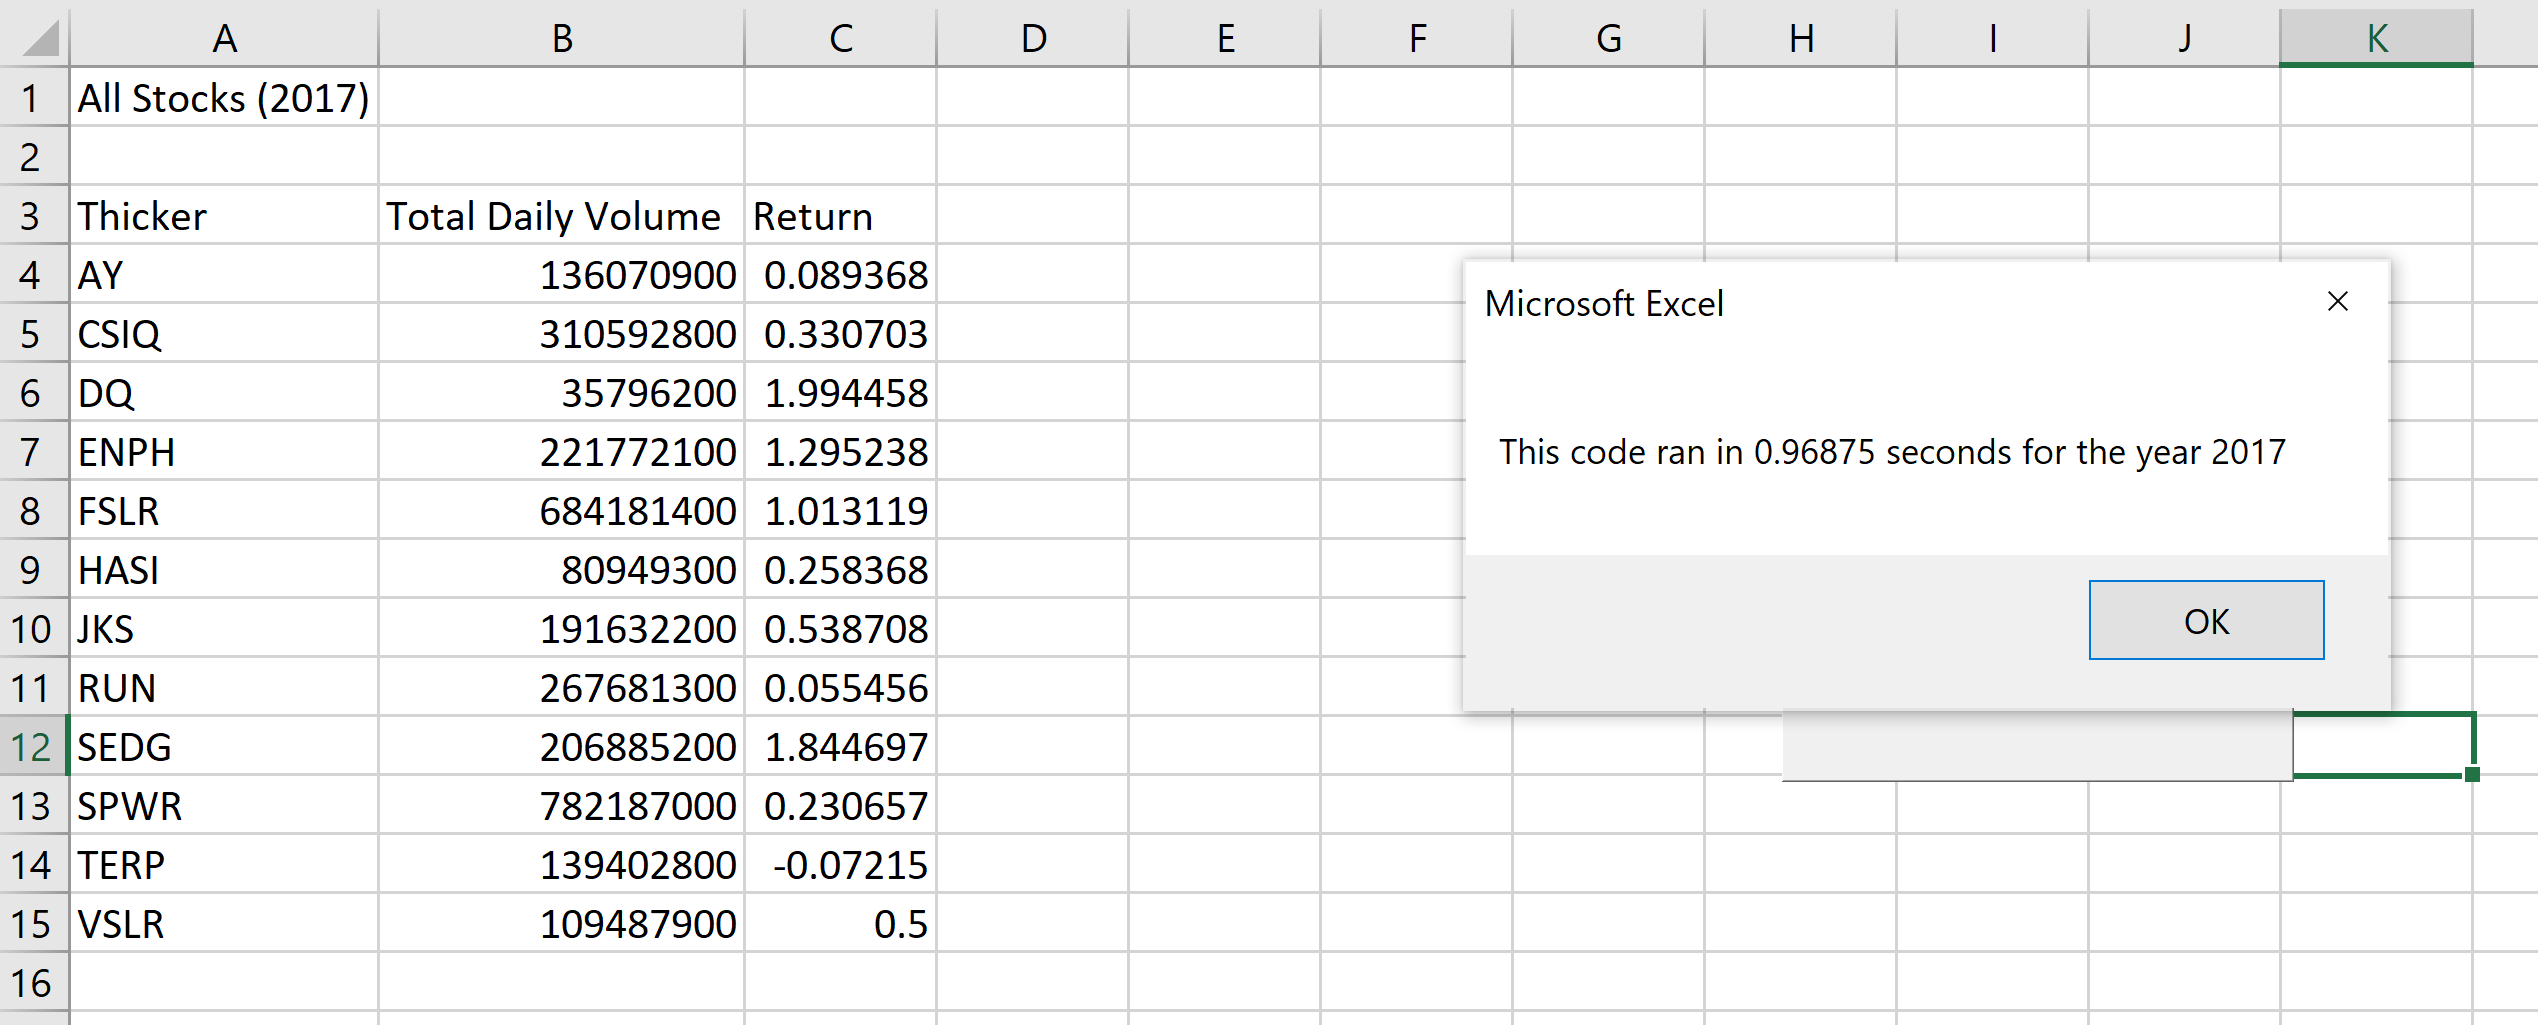 A B C D E F G H I J K
1 All Stocks (2017)
2
3 Thicker Total Daily Volume Return
4 AY 136070900 0.089368
5 CSIQ 310592800 0.330703
6 DQ 35796200 1.994458
7 ENPH 221772100 1.295238
8 FSLR 684181400 1.013119
9 HASI 80949300 0.258368
10 JKS 191632200 0.538708
11 RUN 267681300 0.055456
12 SEDG 206885200 1.844697
13 SPWR 782187000 0.230657
14 TERP 139402800 -0.07215
15 VSLR 109487900 0.5
16
Microsoft Excel
This code ran in 0.96875 seconds for the year 2017
OK